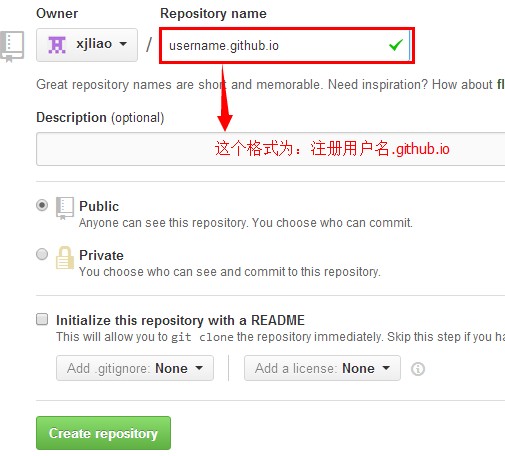 Owner Repository name
xjliao / username.github.io
Great repository names are short and memorable. Need inspiration? How about fl
Description (optional)
这个格式为：注册用户名.github.io
Public
Anyone can see this repository. You choose who can commit.
Private
You choose who can see and commit to this repository.
Initialize this repository with a README
This will allow you to git clone the repository immediately. Skip this step if you ha
Add .gitignore: None Add a license: None
Create repository